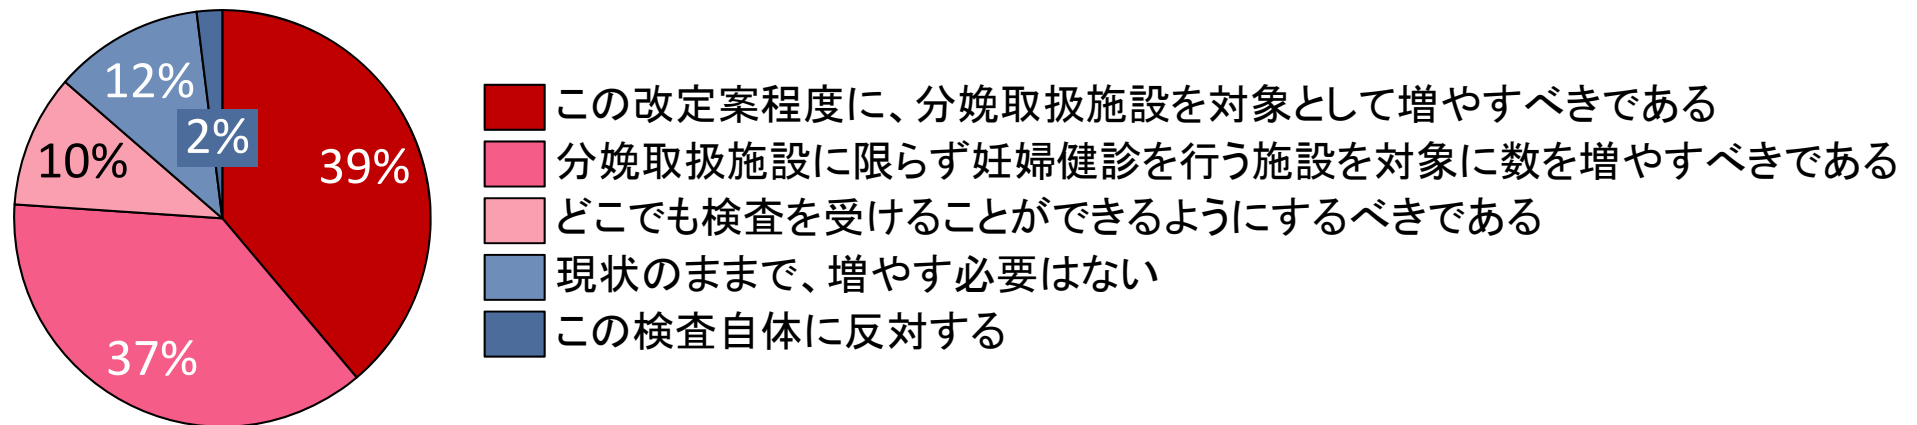 12%
2%
10%
39%
37%
この改定案程度に、分娩取扱施設を対象として増やすべきである
分娩取扱施設に限らず妊婦健診を行う施設を対象に数を増やすべきである
どこでも検査を受けることができるようにするべきである
現状のままで、増やす必要はない
この検査自体に反対する